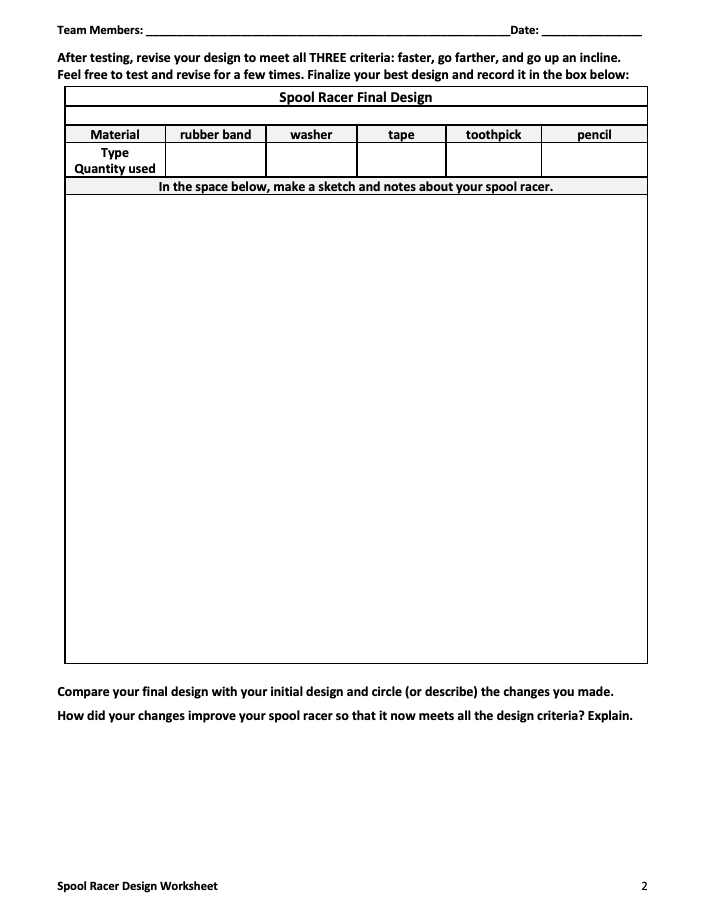 Team Members: ________________________________________________________Date: ________________
After testing, revise your design to meet all THREE criteria: faster, go farther, and go up an incline.
Feel free to test and revise for a few times. Finalize your best design and record it in the box below:
Spool Racer Final Design
Material rubber band washer tape toothpick pencil
Type
Quantity used
In the space below, make a sketch and notes about your spool racer.
Compare your final design with your initial design and circle (or describe) the changes you made.
How did your changes improve your spool racer so that it now meets all the design criteria? Explain.
Spool Racer Design Worksheet 2